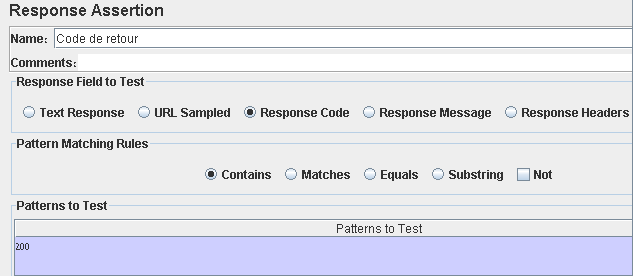 Response Assertion
Name: Code de retour
Comments:
Response Field to Test
Text Response URL Sampled Response Code Response Message Response Headers
Pattern Matching Rules
Contains Matches Equals Substring Not
Patterns to Test
Patterns to Test
200